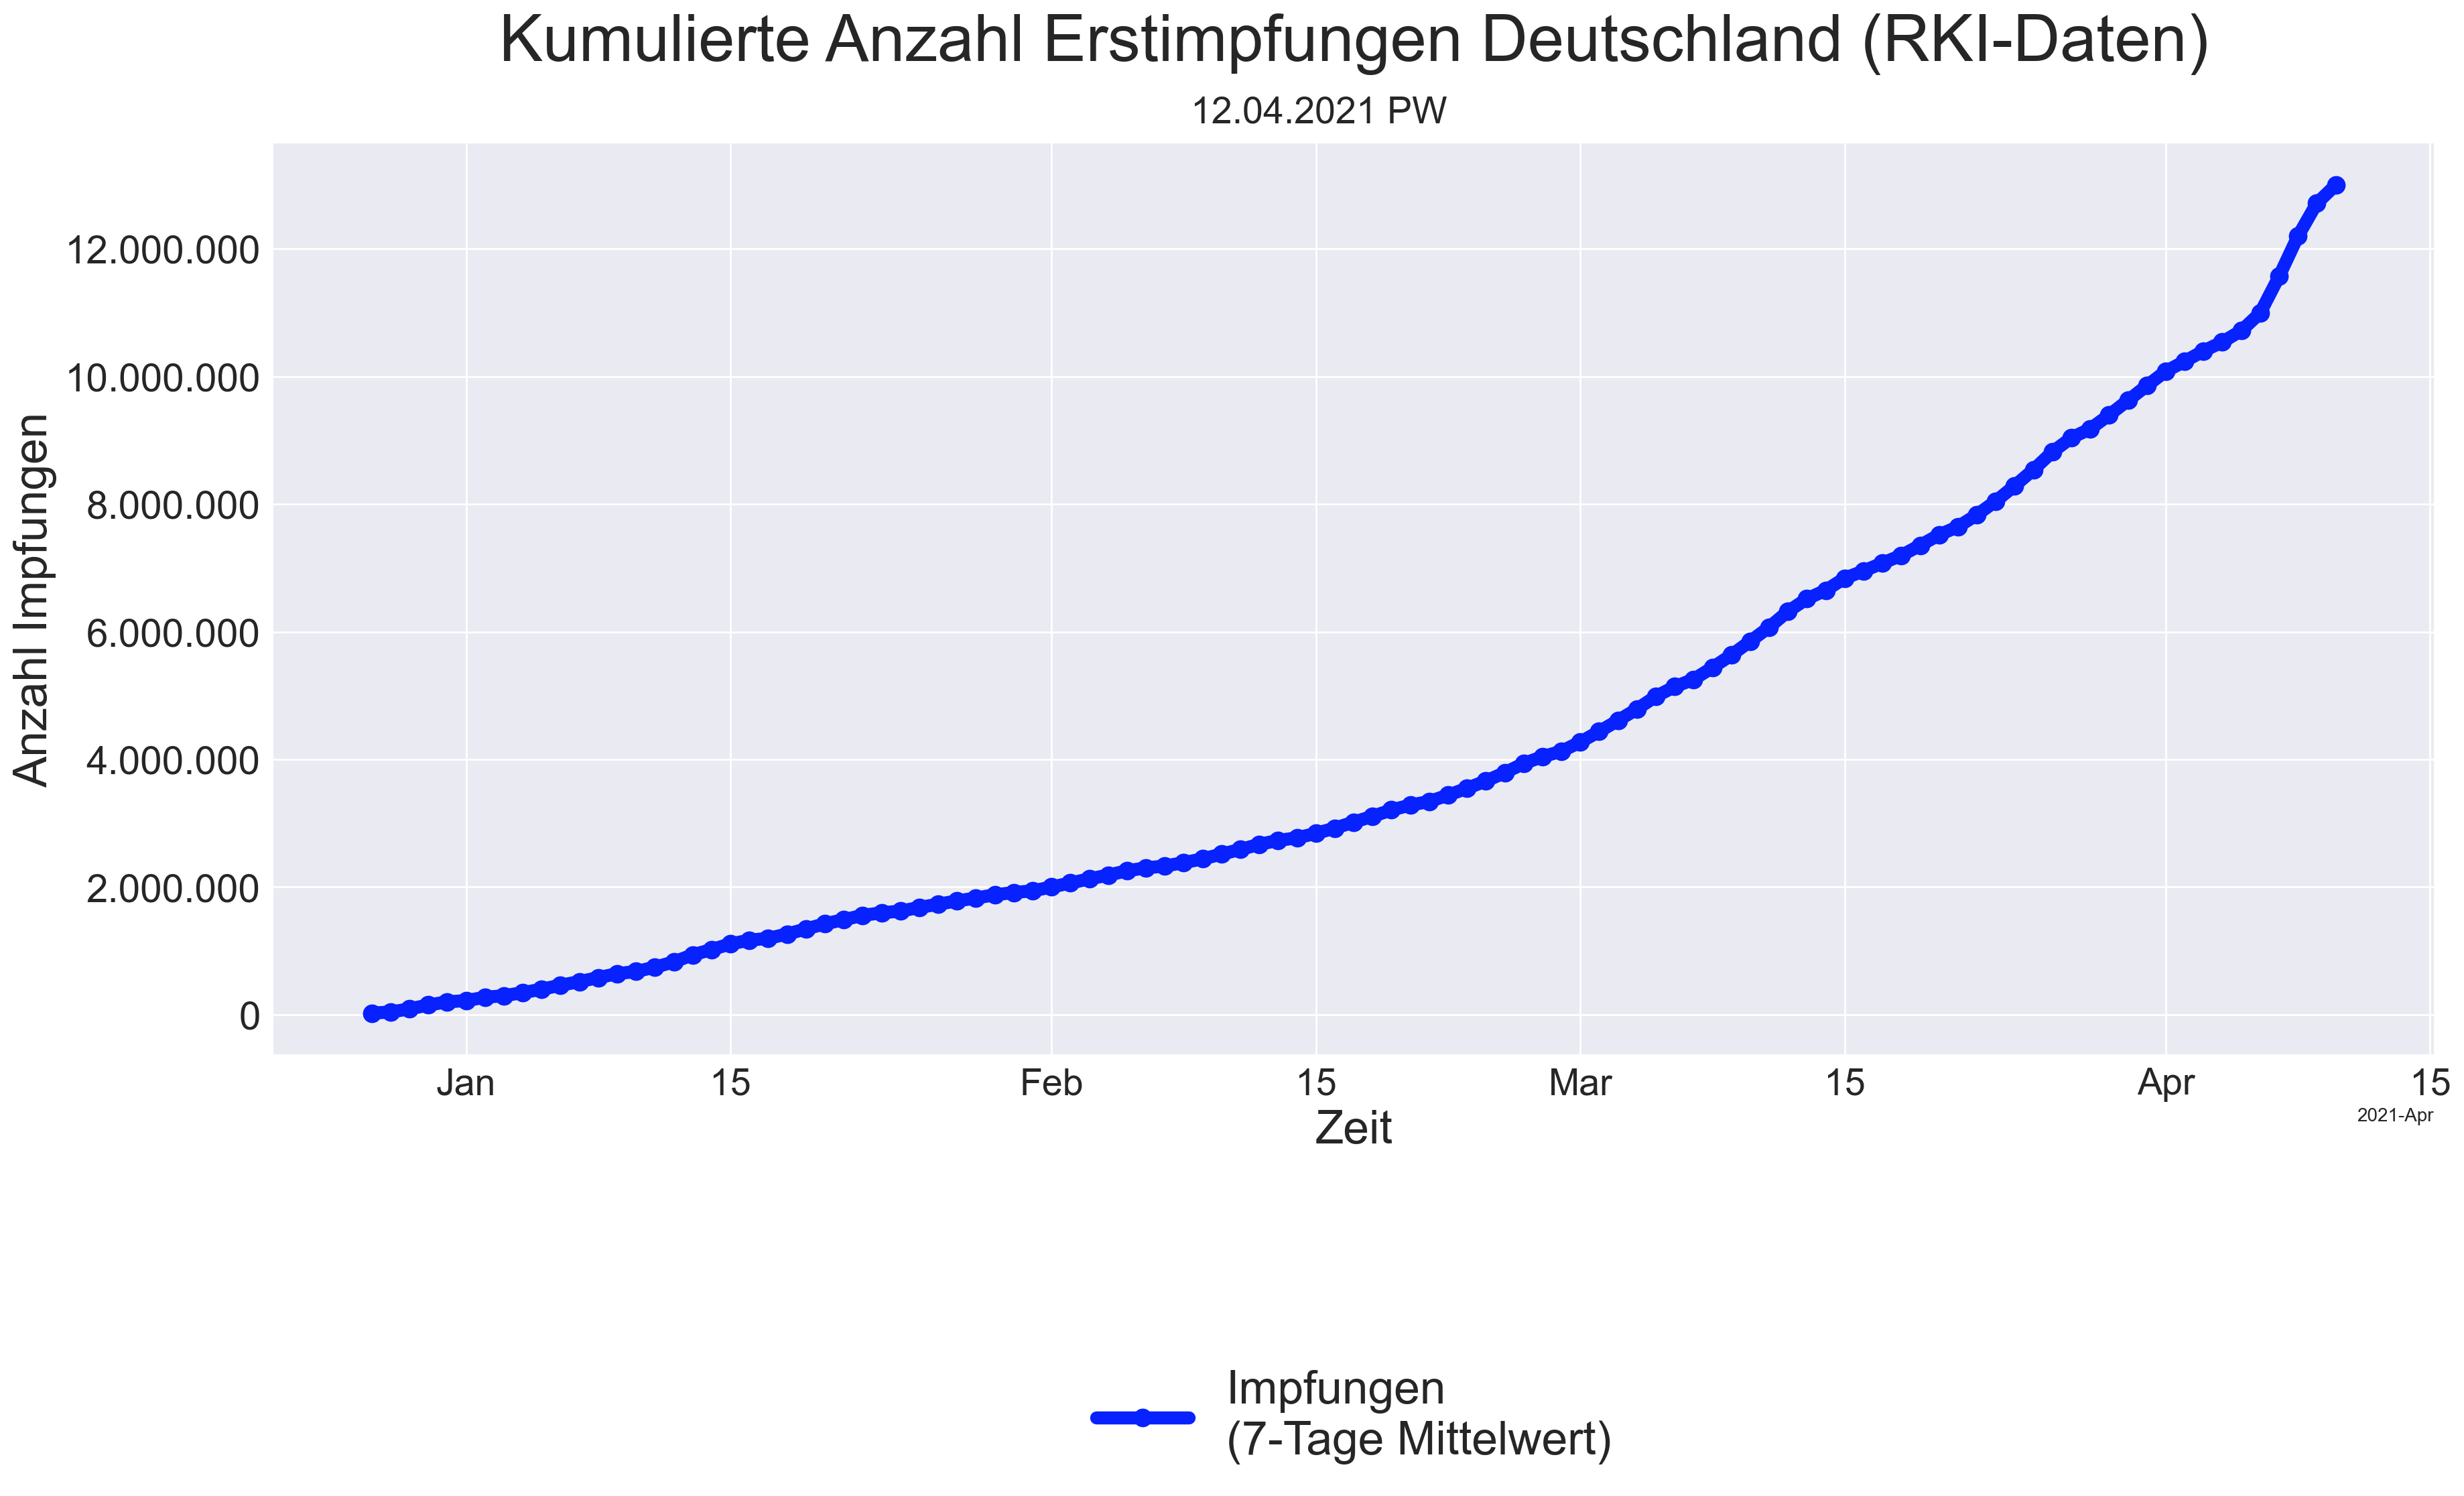 Kumulierte Anzahl Erstimpfungen Deutschland (RKI-Daten)
12.04.2021 PW
Anzahl Impfungen
12.000.000
10.000.000
8.000.000
6.000.000
4.000.000
2.000.000
0
Jan 15 Feb 15 Mar 15 Apr 15
2021-Apr
Zeit
Impfungen
(7-Tage Mittelwert)